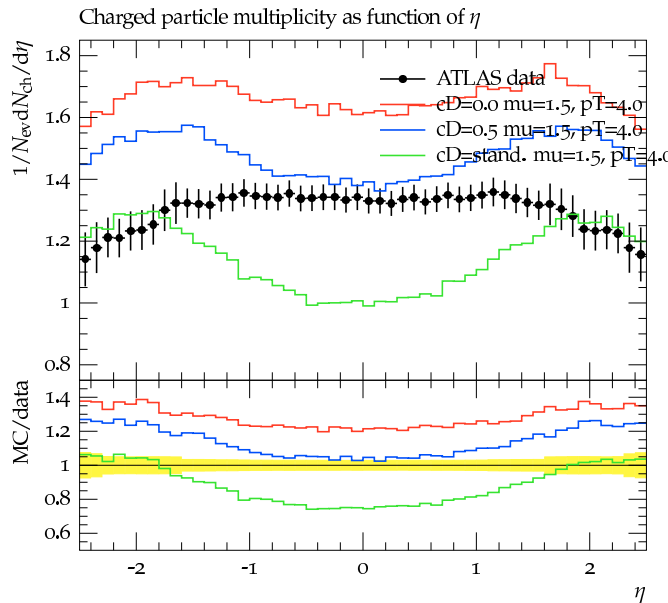 Charged particle multiplicity as function of η
1/N_ev dN_ch/dη
1.8
1.6
1.4
1.2
1
0.8
ATLAS data
cD=0.0 mu=1.5, pT=4.0
cD=0.5 mu=1.5, pT=4.0
cD=stand. mu=1.5, pT=4.0
MC/data
1.4
1.2
1
0.8
0.6
-2 -1 0 1 2
η